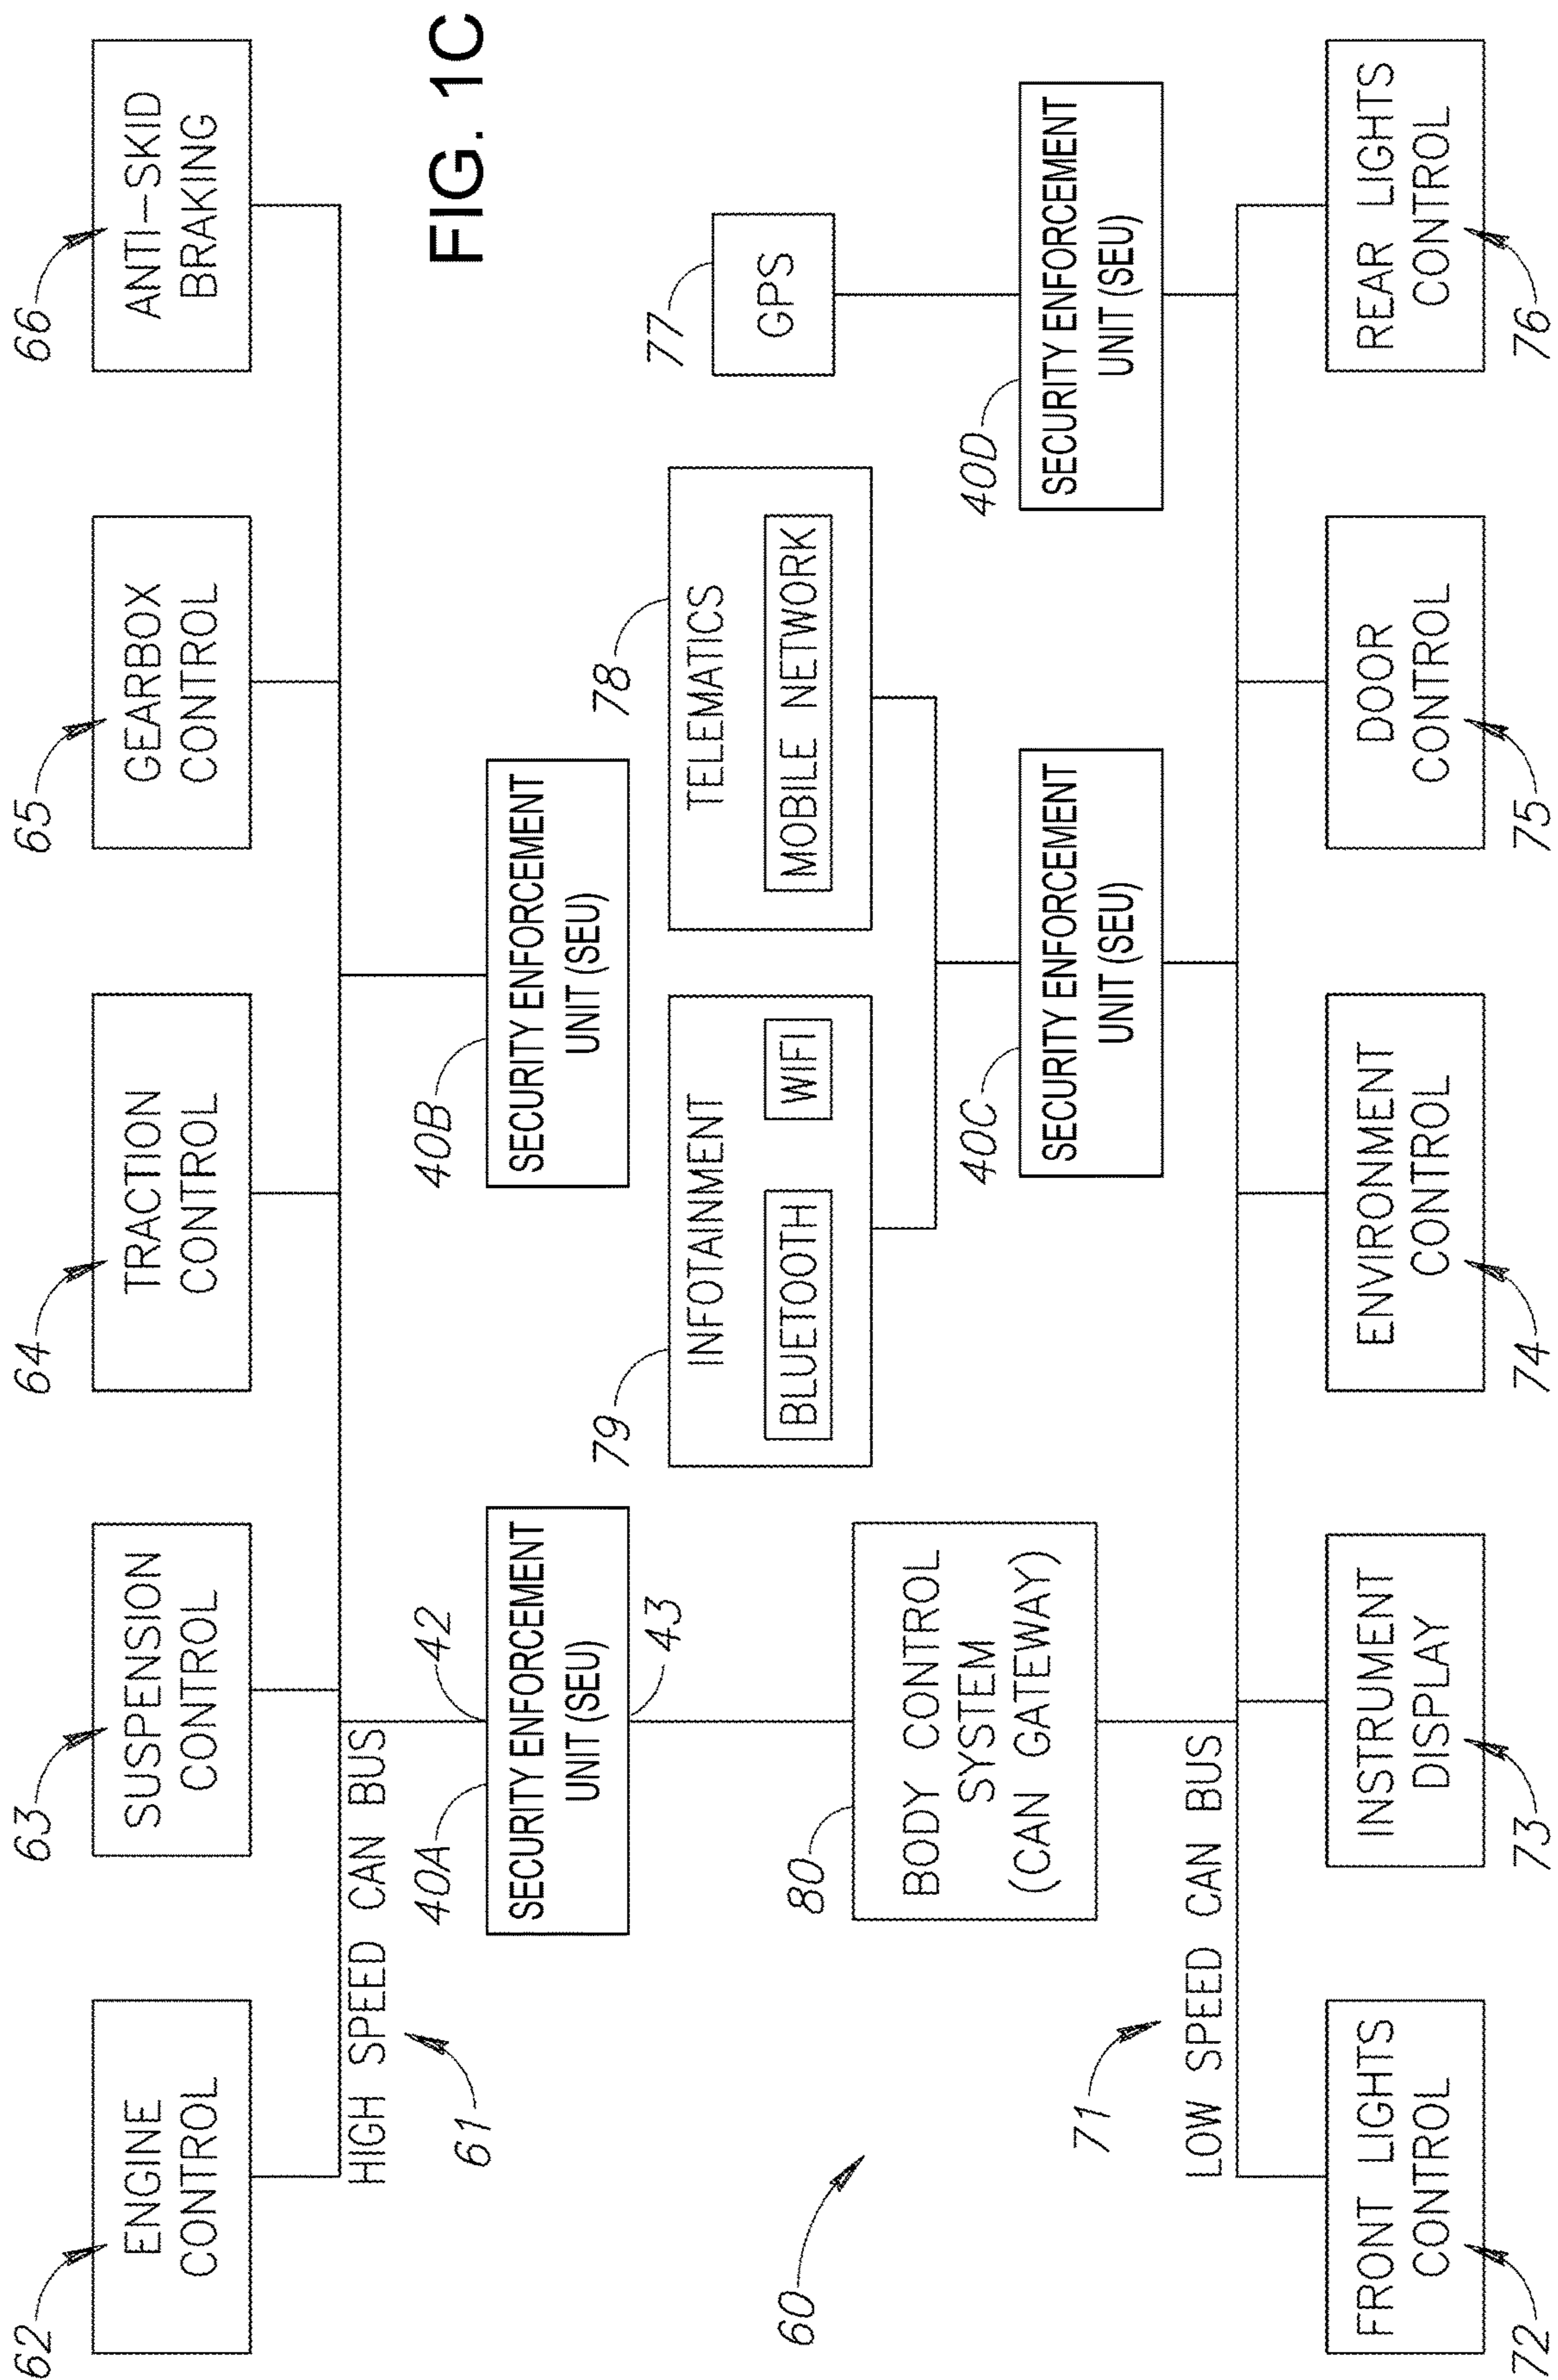 66
ANTI-SKID
BRAKING
65
GEARBOX
CONTROL
64
TRACTION
CONTROL
63
SUSPENSION
CONTROL
62
ENGINE
CONTROL
HIGH SPEED CAN BUS
61
FIG. 1C
40B
SECURITY ENFORCEMENT
UNIT (SEU)
40A
42
SECURITY ENFORCEMENT
UNIT (SEU)
43
77
GPS
78
TELEMATICS
MOBILE NETWORK
79
INFOTAINMENT
BLUETOOTH
WIFI
80
BODY CONTROL
SYSTEM
(CAN GATEWAY)
60
40D
SECURITY ENFORCEMENT
UNIT (SEU)
40C
SECURITY ENFORCEMENT
UNIT (SEU)
71
LOW SPEED CAN BUS
FRONT LIGHTS
CONTROL
72
INSTRUMENT
DISPLAY
73
ENVIRONMENT
CONTROL
74
DOOR
CONTROL
75
REAR LIGHTS
CONTROL
76